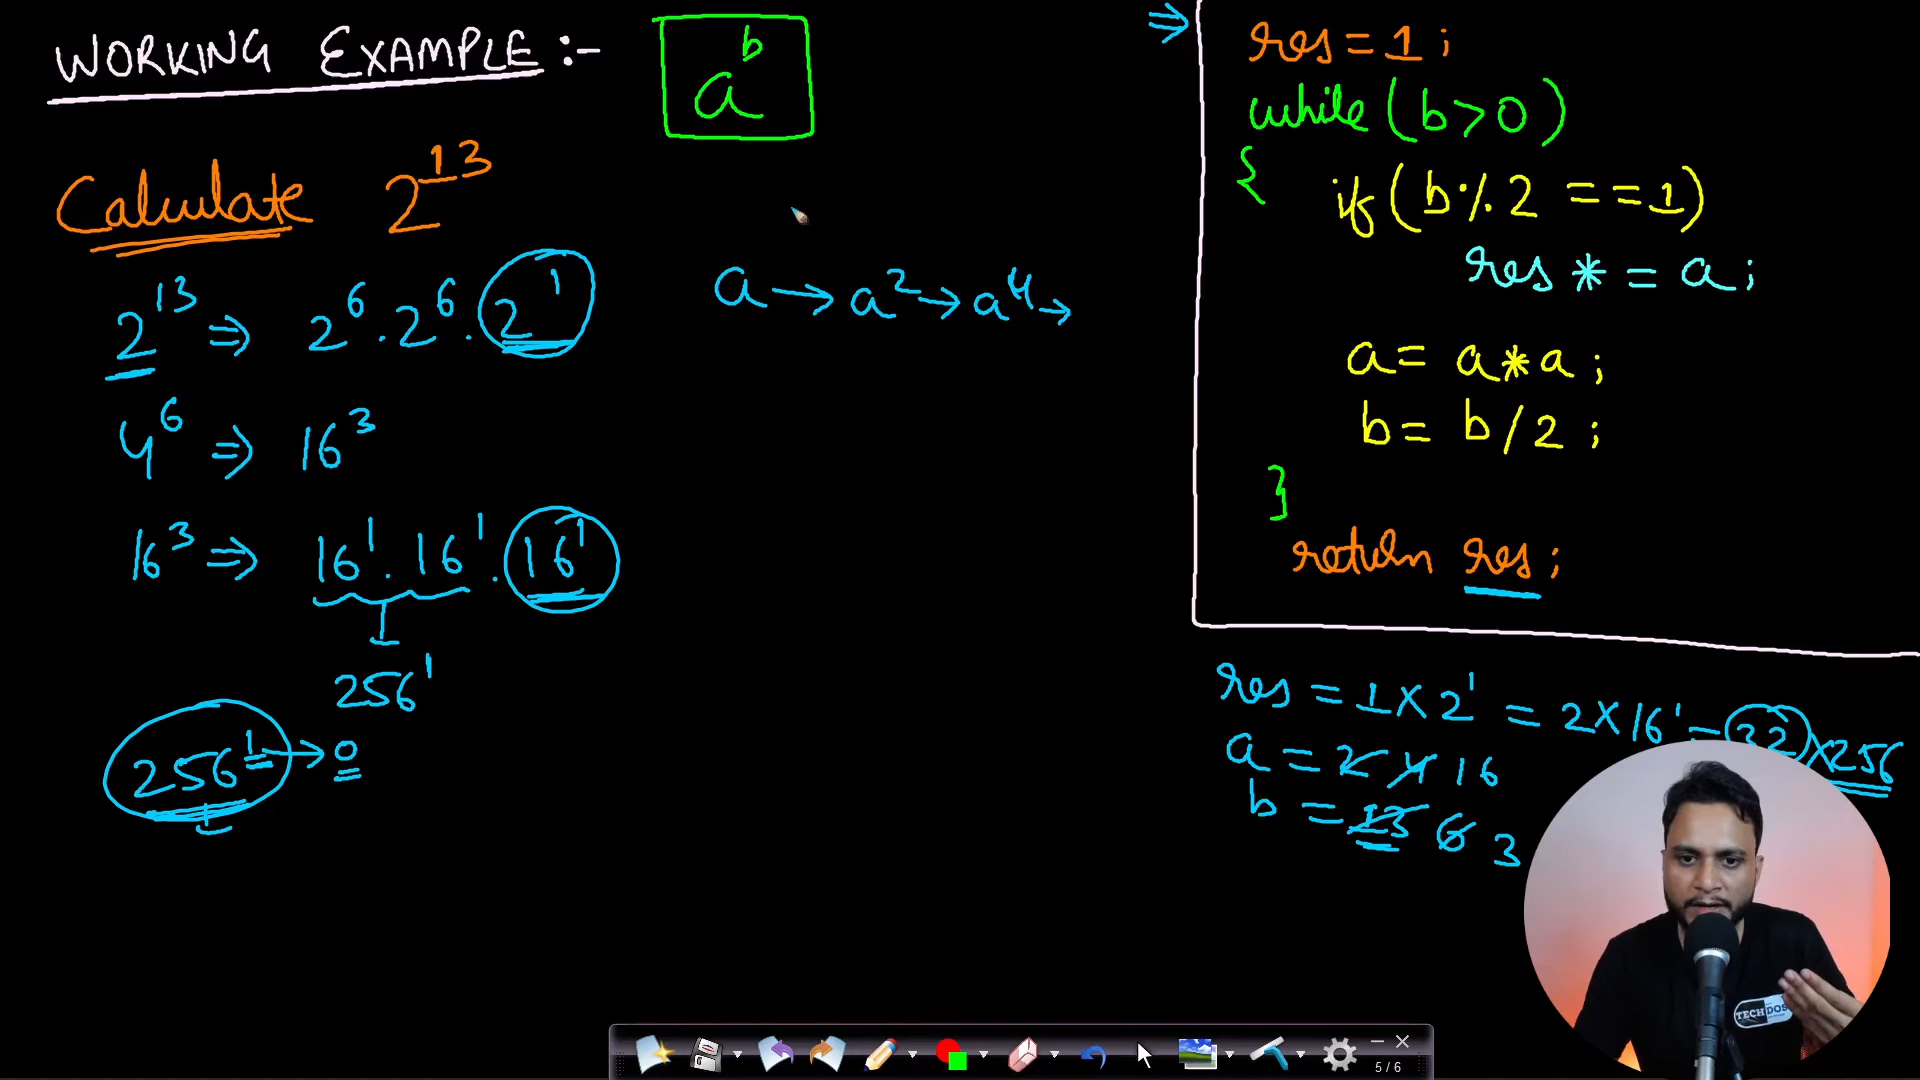 WORKING EXAMPLE :-
a^b
Calculate 2^13
2^13 ⇒ 2^6 . 2^6 . 2^1
4^6 ⇒ 16^3
16^3 ⇒ 16^1 . 16^1 . 16^1
256^1
256^1 → 0
a → a^2 → a^4 →
⇒
res = 1 ;
while ( b > 0 )
{
if ( b % 2 = = 1 )
res * = a ;
a = a * a ;
b = b / 2 ;
}
return res ;
res = 1 X 2^1 = 2 X 16^1 = 32 X 256
a = 2 4 16
b = 13 6 3
TECHDOS
5 / 6